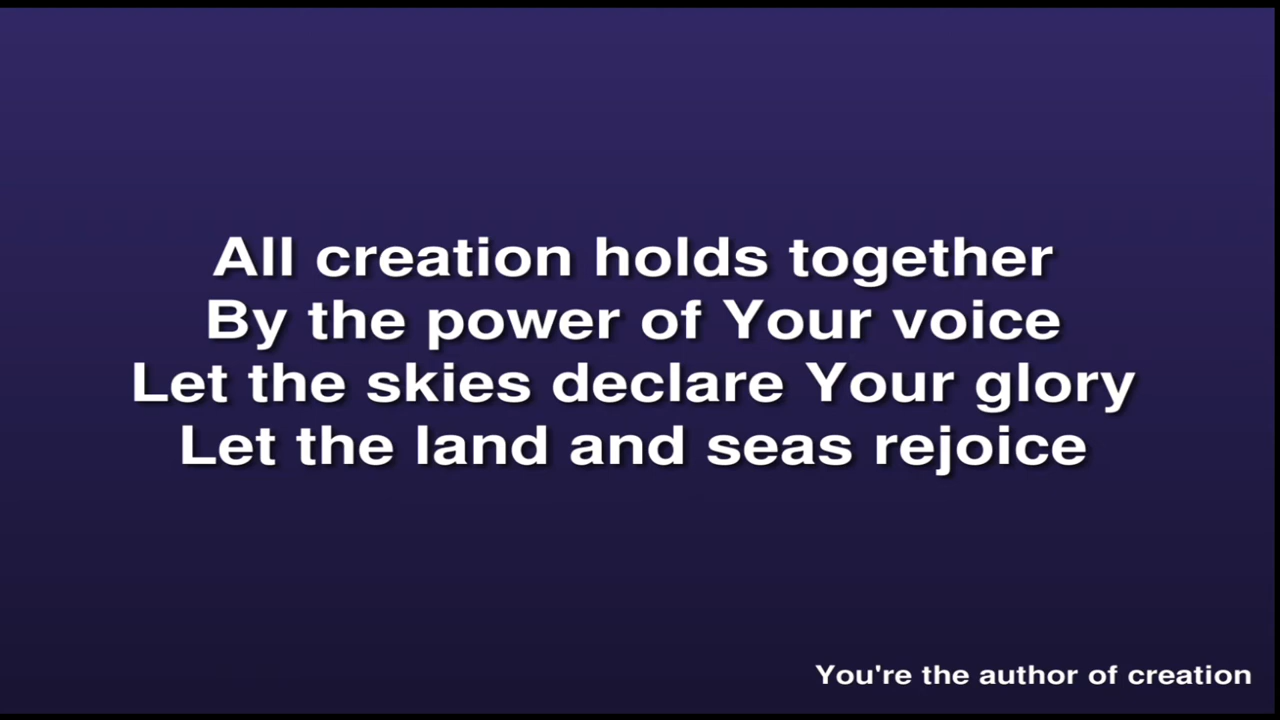 All creation holds together
By the power of Your voice
Let the skies declare Your glory
Let the land and seas rejoice
You're the author of creation